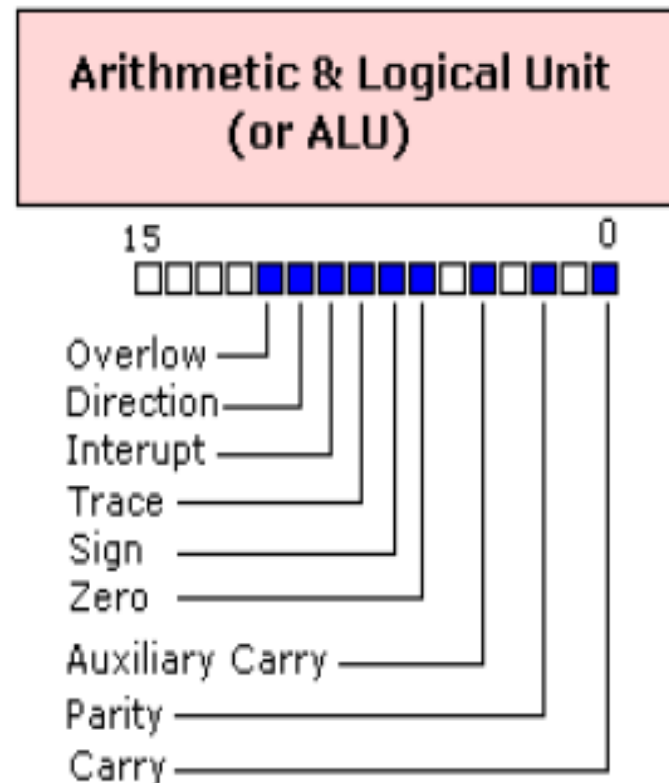 Arithmetic & Logical Unit
(or ALU)
15 0
Overlow
Direction
Interupt
Trace
Sign
Zero
Auxiliary Carry
Parity
Carry